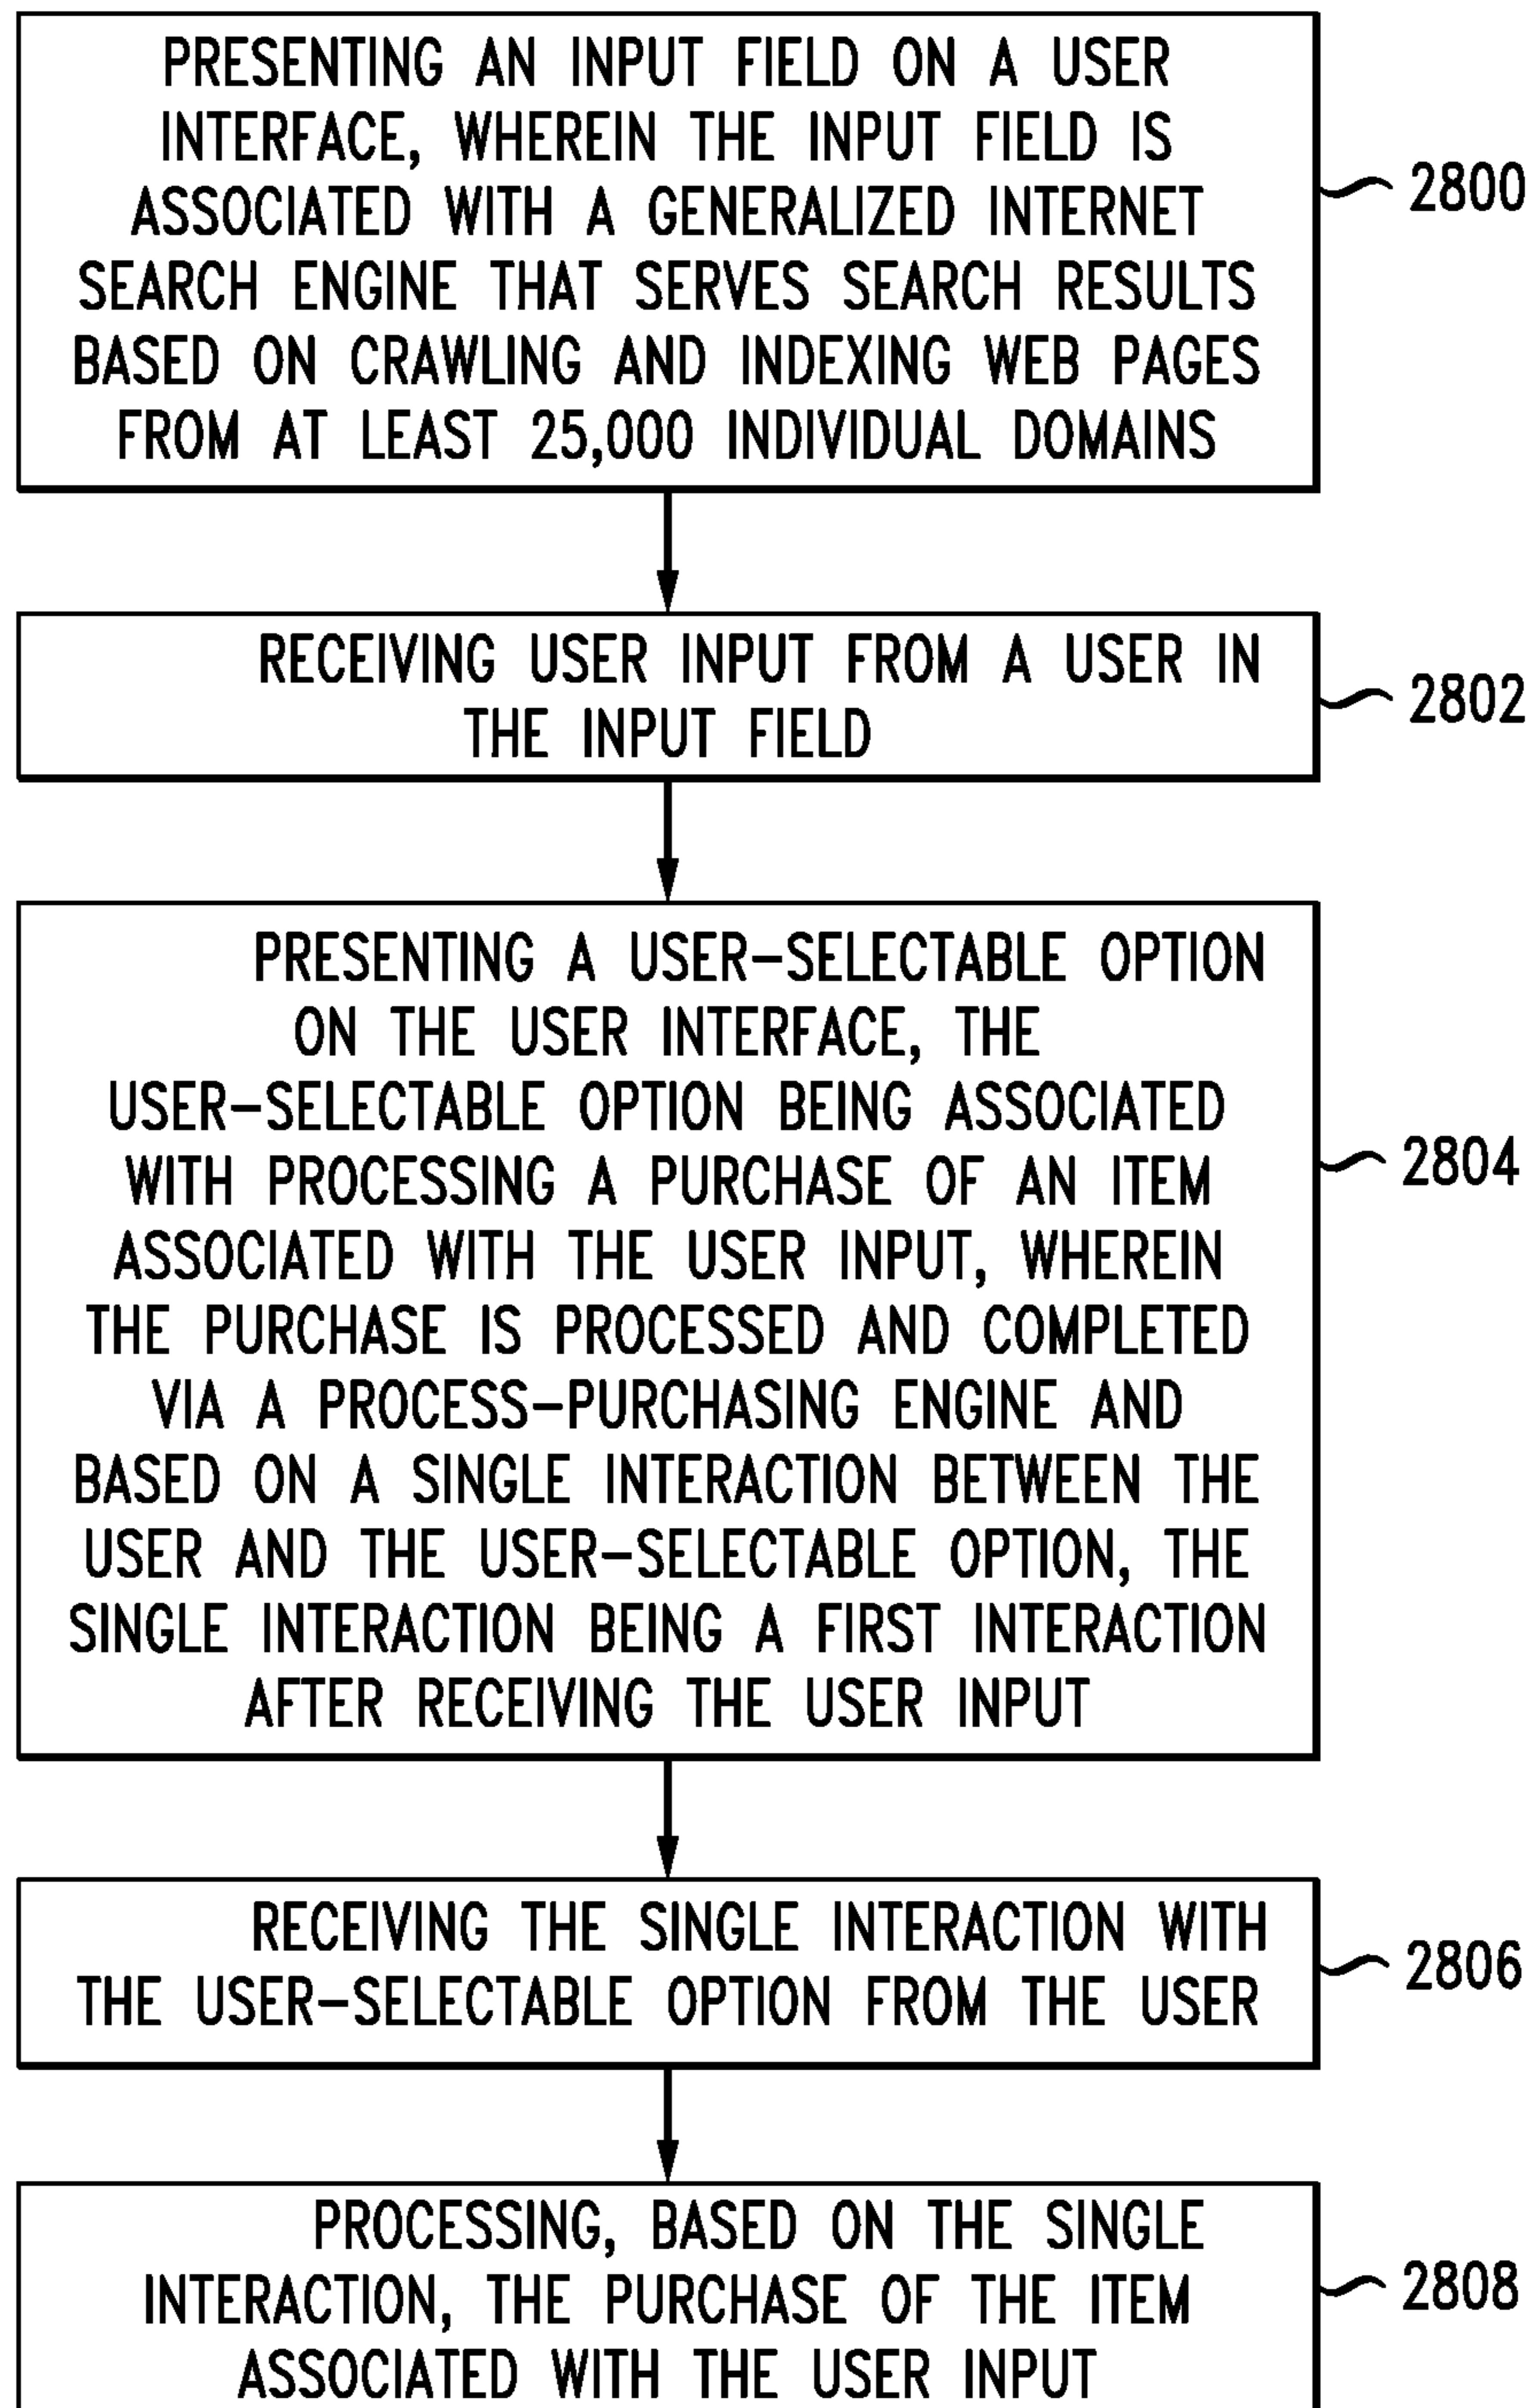 PRESENTING AN INPUT FIELD ON A USER
INTERFACE, WHEREIN THE INPUT FIELD IS
ASSOCIATED WITH A GENERALIZED INTERNET
SEARCH ENGINE THAT SERVES SEARCH RESULTS
BASED ON CRAWLING AND INDEXING WEB PAGES
FROM AT LEAST 25,000 INDIVIDUAL DOMAINS
2800
RECEIVING USER INPUT FROM A USER IN
THE INPUT FIELD
2802
PRESENTING A USER-SELECTABLE OPTION
ON THE USER INTERFACE, THE
USER-SELECTABLE OPTION BEING ASSOCIATED
WITH PROCESSING A PURCHASE OF AN ITEM
ASSOCIATED WITH THE USER INPUT, WHEREIN
THE PURCHASE IS PROCESSED AND COMPLETED
VIA A PROCESS-PURCHASING ENGINE AND
BASED ON A SINGLE INTERACTION BETWEEN THE
USER AND THE USER-SELECTABLE OPTION, THE
SINGLE INTERACTION BEING A FIRST INTERACTION
AFTER RECEIVING THE USER INPUT
2804
RECEIVING THE SINGLE INTERACTION WITH
THE USER-SELECTABLE OPTION FROM THE USER
2806
PROCESSING, BASED ON THE SINGLE
INTERACTION, THE PURCHASE OF THE ITEM
ASSOCIATED WITH THE USER INPUT
2808